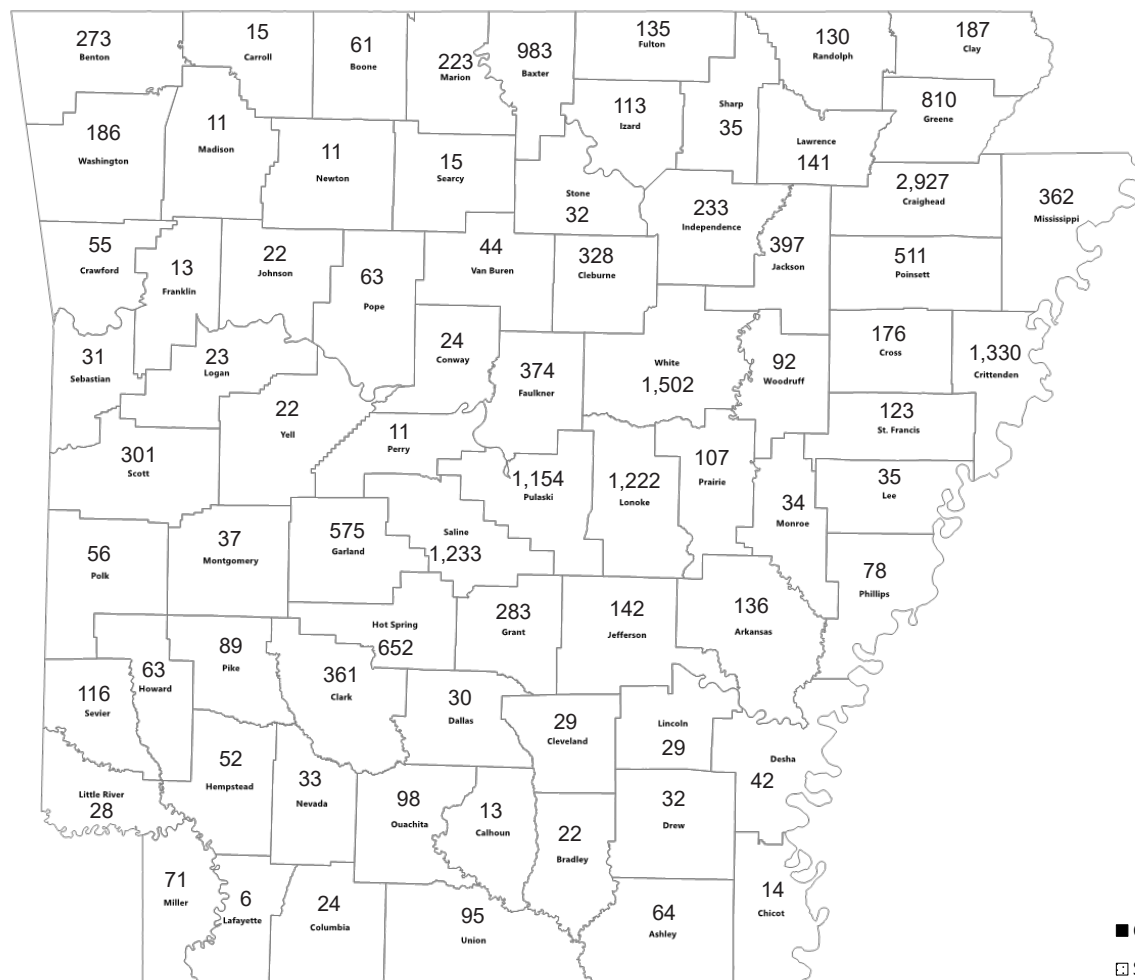 273
Benton
15
Carroll
61
Boone
223
Marion
983
Baxter
135
Fulton
130
Randolph
187
Clay
186
Washington
11
Madison
11
Newton
15
Searcy
113
Izard
Sharp
35
Lawrence
141
810
Greene
Stone
32
233
Independence
2,927
Craighead
362
Mississippi
55
Crawford
13
Franklin
22
Johnson
63
Pope
44
Van Buren
328
Cleburne
397
Jackson
511
Poinsett
31
Sebastian
23
Logan
24
Conway
374
Faulkner
White
1,502
92
Woodruff
176
Cross
1,330
Crittenden
301
Scott
22
Yell
11
Perry
1,154
Pulaski
1,222
Lonoke
107
Prairie
34
Monroe
123
St. Francis
35
Lee
56
Polk
37
Montgomery
575
Garland
Saline
1,233
78
Phillips
Hot Spring
652
283
Grant
142
Jefferson
136
Arkansas
116
Sevier
63
Howard
89
Pike
361
Clark
30
Dallas
29
Cleveland
Lincoln
29
Desha
42
Little River
28
52
Hempstead
33
Nevada
98
Ouachita
13
Calhoun
22
Bradley
32
Drew
71
Miller
6
Lafayette
24
Columbia
95
Union
64
Ashley
14
Chicot